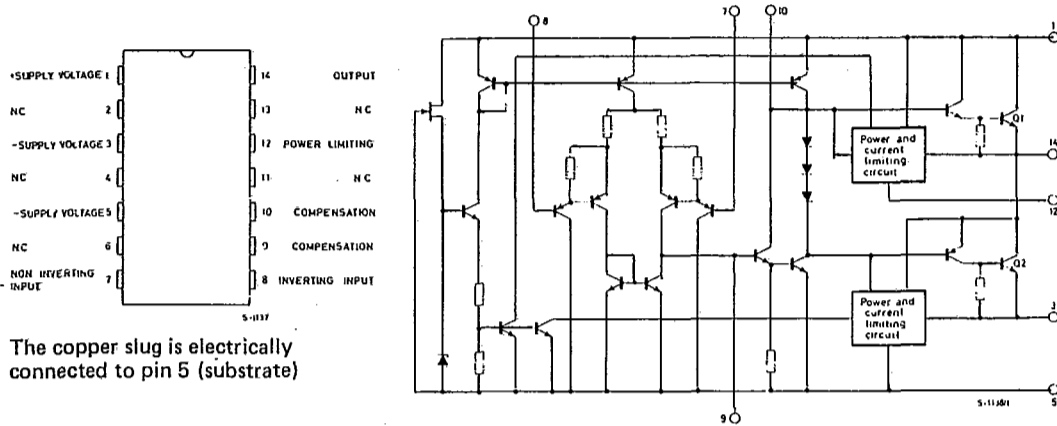 +SUPPLY VOLTAGE 1
14 OUTPUT
NC 2
13 NC
-SUPPLY VOLTAGE 3
12 POWER LIMITING
NC 4
11 NC
-SUPPLY VOLTAGE 5
10 COMPENSATION
NC 6
9 COMPENSATION
NON INVERTING INPUT 7
8 INVERTING INPUT
S-1137
The copper slug is electrically
connected to pin 5 (substrate)
8
7
10
1
Q1
Power and
current
limiting
circuit
14
12
Q2
Power and
current
limiting
circuit
3
S-1138/1
5
9